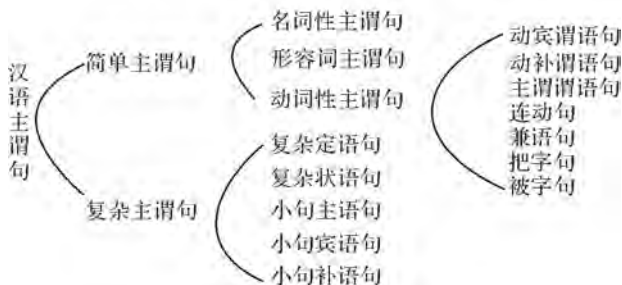 汉语主谓句
简单主谓句
名词性主谓句
形容词主谓句
动词性主谓句
动宾谓语句
动补谓语句
主谓谓语句
连动句
兼语句
把字句
被字句
复杂主谓句
复杂定语句
复杂状语句
小句主语句
小句宾语句
小句补语句